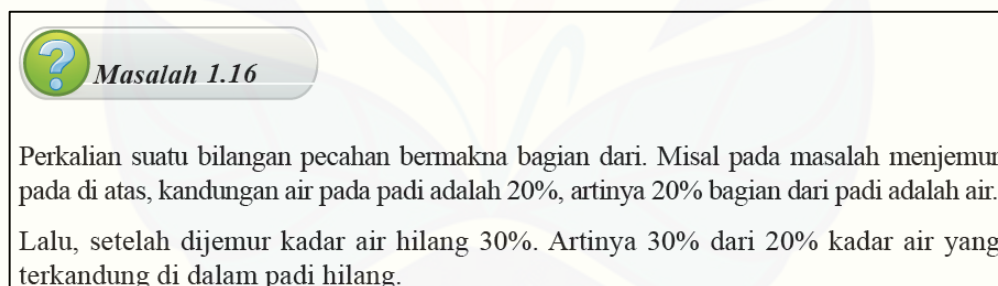 ?
Masalah 1.16
Perkalian suatu bilangan pecahan bermakna bagian dari. Misal pada masalah menjemur
pada di atas, kandungan air pada padi adalah 20%, artinya 20% bagian dari padi adalah air.
Lalu, setelah dijemur kadar air hilang 30%. Artinya 30% dari 20% kadar air yang
terkandung di dalam padi hilang.